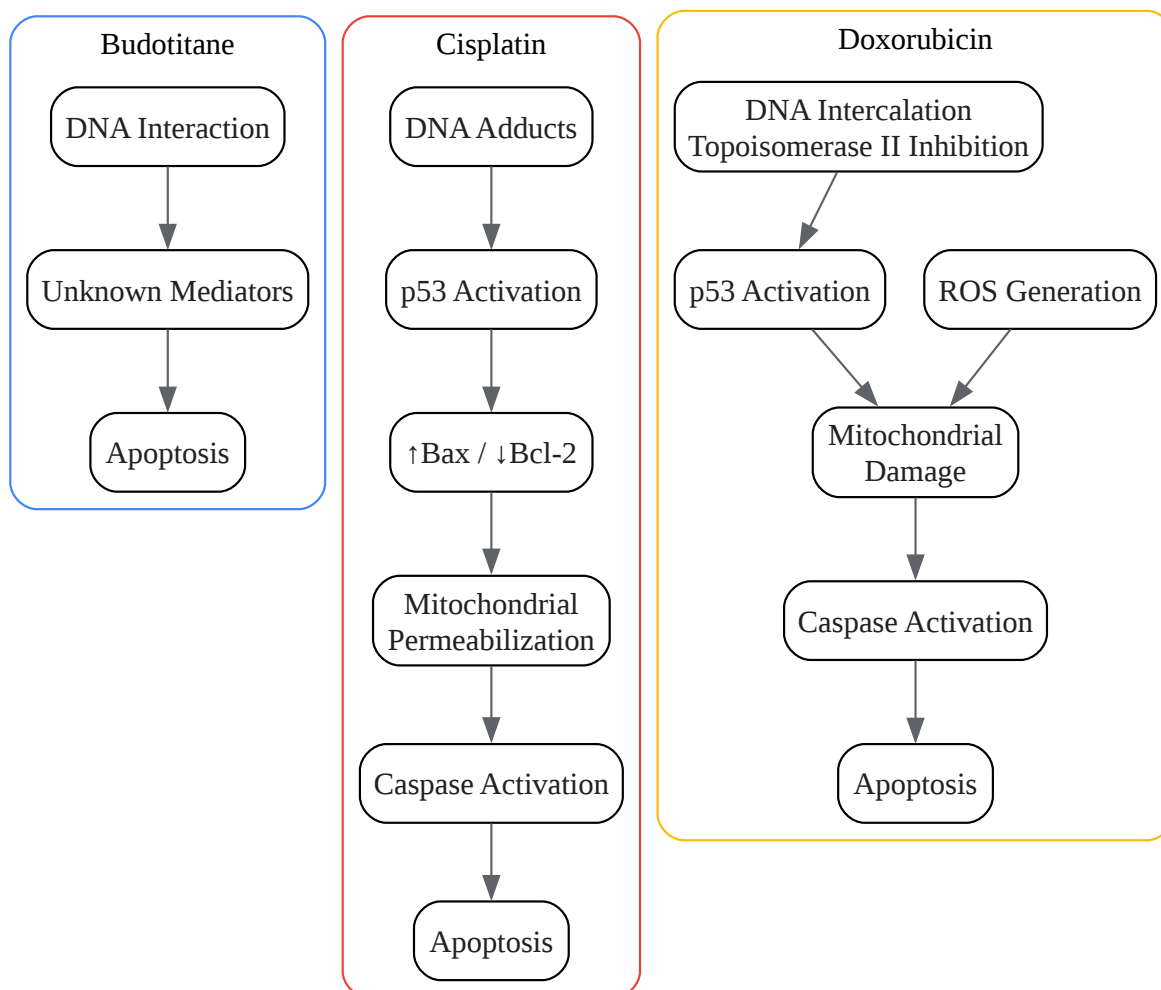 Budotitane
DNA Interaction
Unknown Mediators
Apoptosis
Cisplatin
DNA Adducts
p53 Activation
↑Bax / ↓Bcl-2
Mitochondrial
Permeabilization
Caspase Activation
Apoptosis
Doxorubicin
DNA Intercalation
Topoisomerase II Inhibition
p53 Activation
ROS Generation
Mitochondrial
Damage
Caspase Activation
Apoptosis